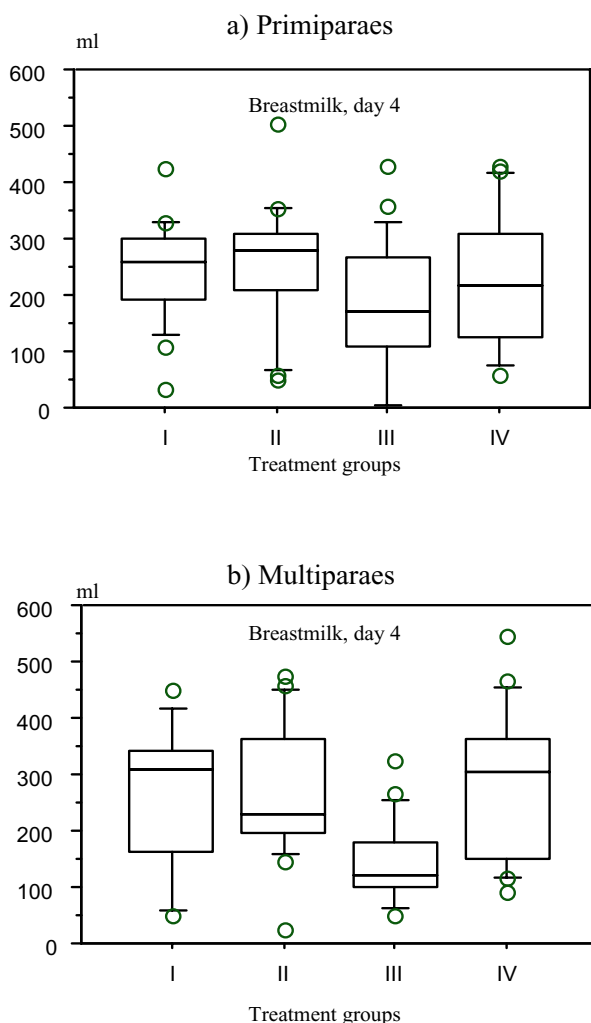 a) Primiparaes
ml
600
Breastmilk, day 4
500
400
300
200
100
0
I II III IV
Treatment groups
b) Multiparaes
ml
600
Breastmilk, day 4
500
400
300
200
100
0
I II III IV
Treatment groups